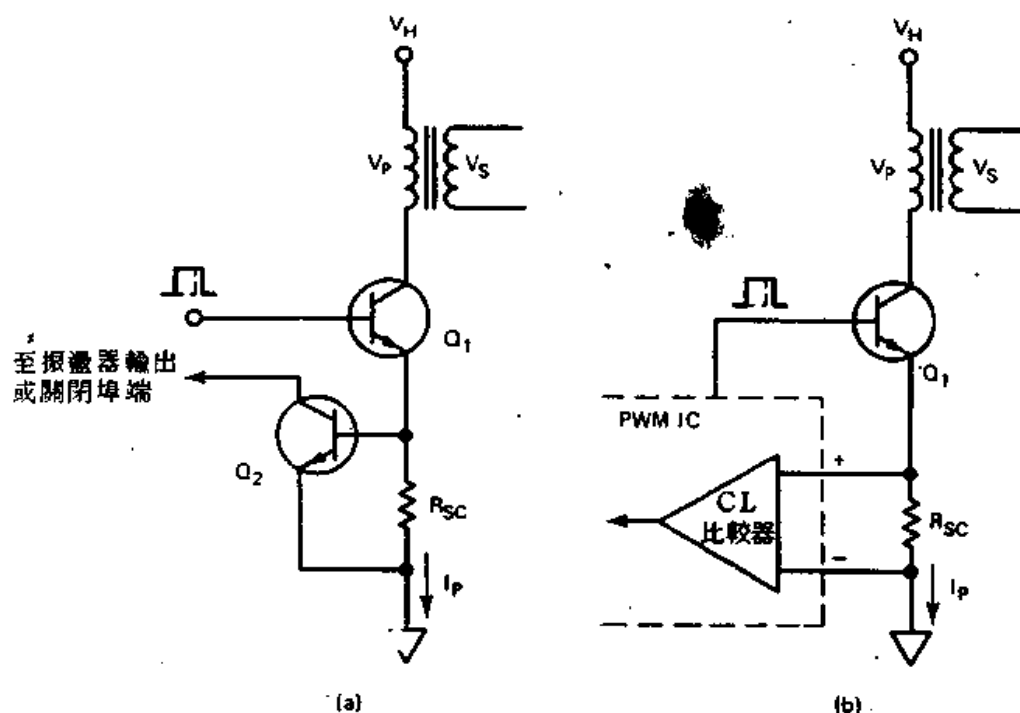 V_H
V_P
V_S
Q_1
至振盪器輸出
或關閉埠端
Q_2
R_SC
I_P
(a)
V_H
V_P
V_S
Q_1
PWM IC
+
CL
比較器
−
R_SC
I_P
(b)